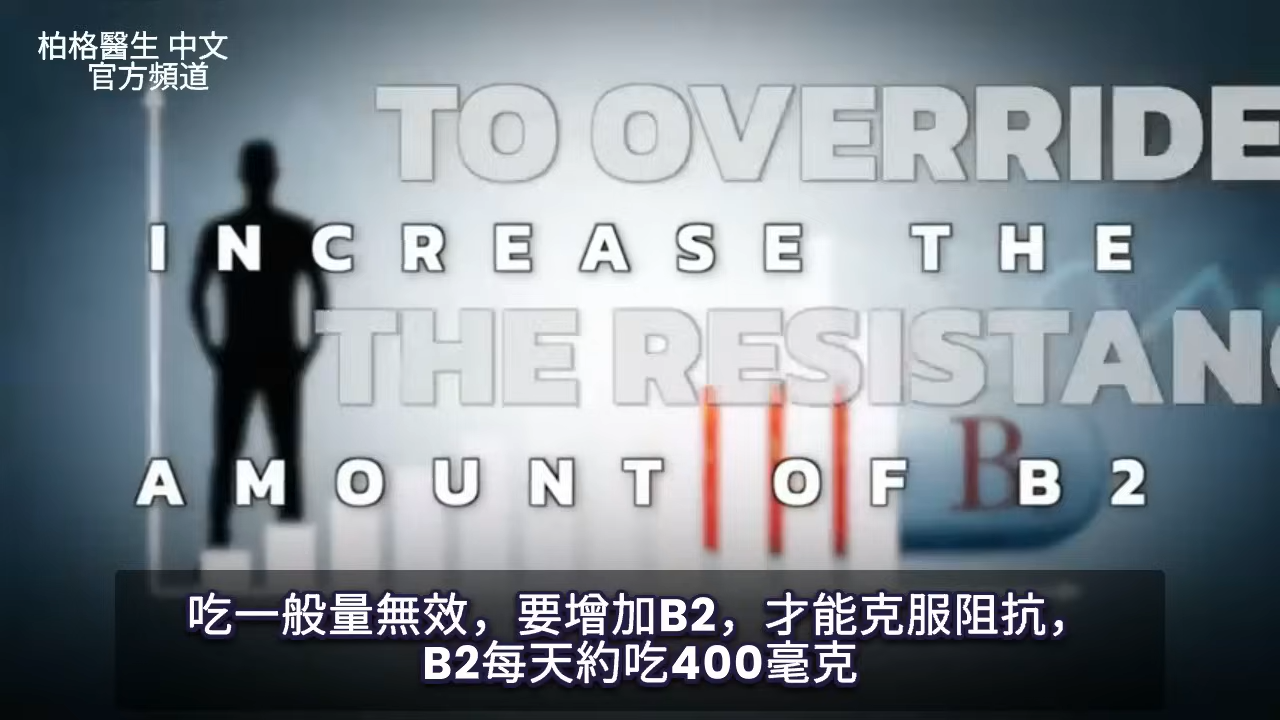 柏格醫生 中文
官方頻道
TO OVERRIDE
INCREASE THE
THE RESISTANC
AMOUNT OF B2
B
吃一般量無效，要增加B2，才能克服阻抗，
B2每天約吃400毫克